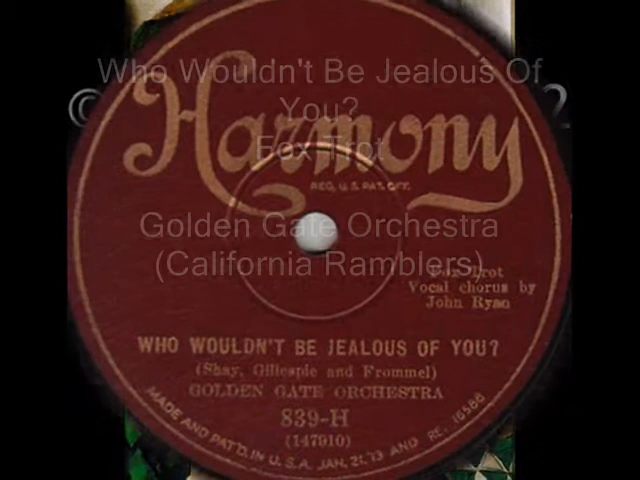 Who Wouldn't Be Jealous Of
You?
Fox Trot
©
2
Harmony
REG. U.S. PAT. OFF.
Golden Gate Orchestra
(California Ramblers)
Fox Trot
Vocal chorus by
John Ryan
WHO WOULDN'T BE JEALOUS OF YOU?
(Shay, Gillespie and Frommel)
GOLDEN GATE ORCHESTRA
839-H
(147910)
MADE AND PAT'D. IN U.S.A. JAN. 21, '13 AND RE. 16588